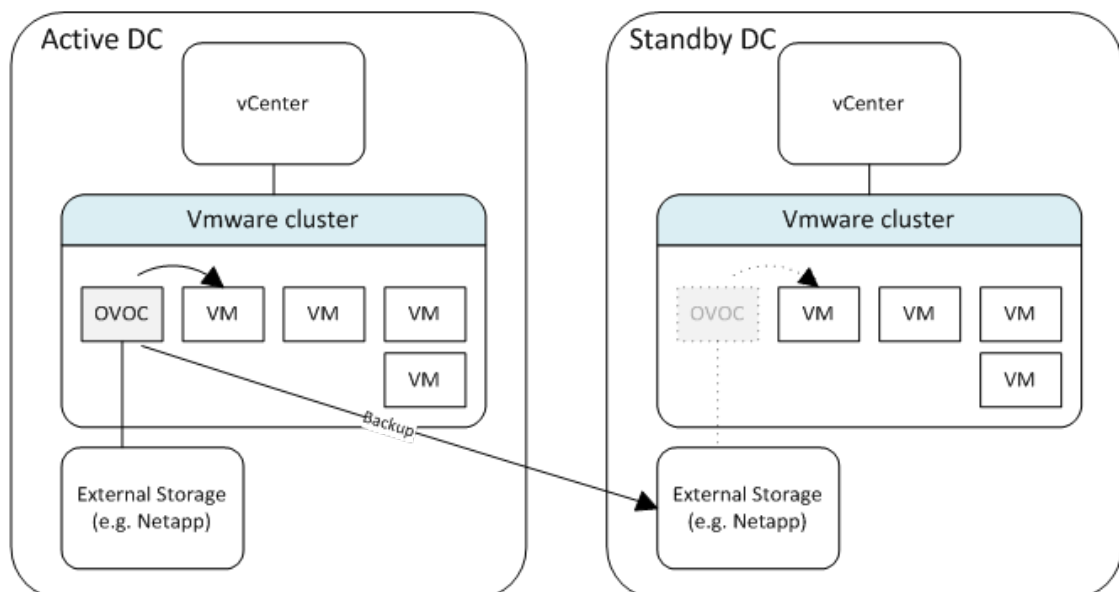 Active DC
vCenter
Vmware cluster
OVOC
VM
VM
VM
VM
Backup
External Storage
(e.g. Netapp)
Standby DC
vCenter
Vmware cluster
OVOC
VM
VM
VM
VM
External Storage
(e.g. Netapp)